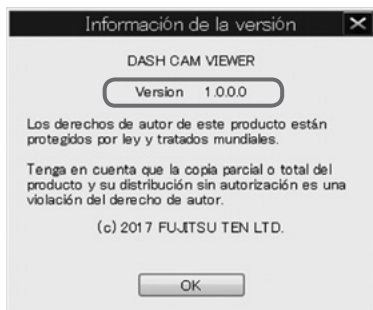 Información de la versión
DASH CAM VIEWER
Version 1.0.0.0
Los derechos de autor de este producto están
protegidos por ley y tratados mundiales.
Tenga en cuenta que la copia parcial o total del
producto y su distribución sin autorización es una
violación del derecho de autor.
(c) 2017 FUJITSU TEN LTD.
OK